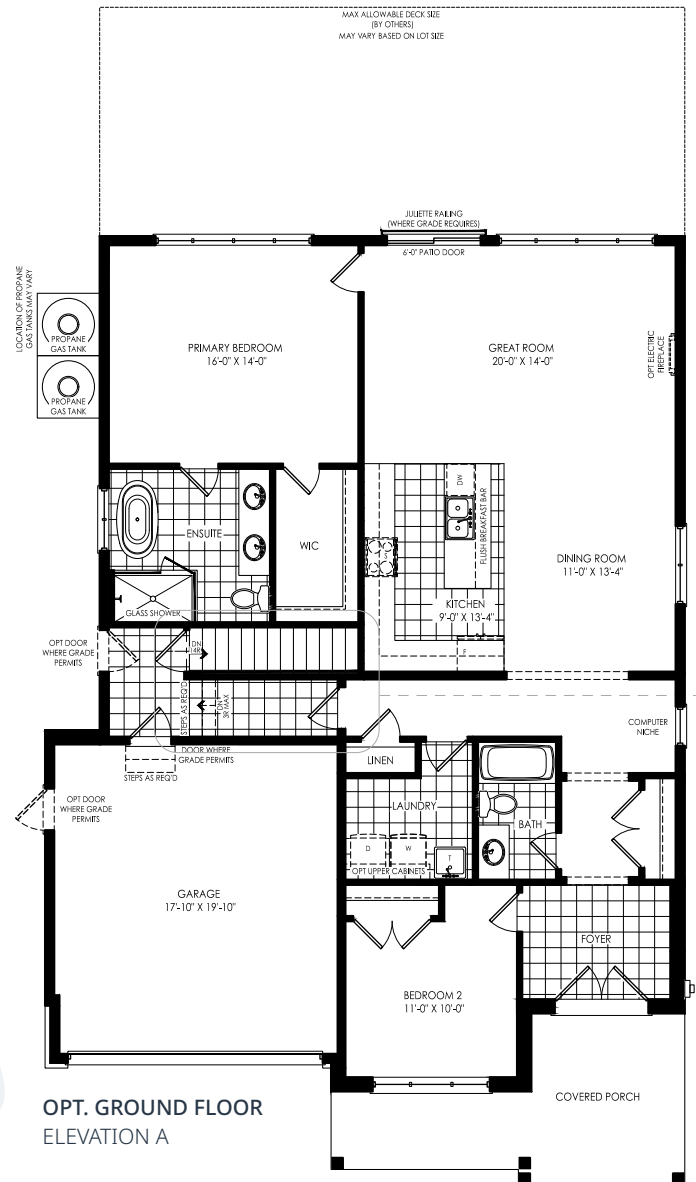 MAX ALLOWABLE DECK SIZE
(BY OTHERS)
MAY VARY BASED ON LOT SIZE
JULIETTE RAILING
(WHERE GRADE REQUIRES)
6'-0" PATIO DOOR
LOCATION OF PROPANE
GAS TANKS MAY VARY
PROPANE
GAS TANK
PROPANE
GAS TANK
PRIMARY BEDROOM
16'-0" X 14'-0"
GREAT ROOM
20'-0" X 14'-0"
OPT ELECTRIC
FIREPLACE
ENSUITE
WIC
DW
FLUSH BREAKFAST BAR
S
DINING ROOM
11'-0" X 13'-4"
KITCHEN
9'-0" X 13'-4"
F
GLASS SHOWER
OPT DOOR
WHERE GRADE
PERMITS
DN
14R
STEPS AS REQ'D
DN
3R MAX
COMPUTER
NICHE
DOOR WHERE
GRADE PERMITS
STEPS AS REQ'D
LINEN
OPT DOOR
WHERE GRADE
PERMITS
LAUNDRY
BATH
D
W
T
OPT UPPER CABINETS
GARAGE
17'-10" X 19'-10"
FOYER
BEDROOM 2
11'-0" X 10'-0"
COVERED PORCH
OPT. GROUND FLOOR
ELEVATION A